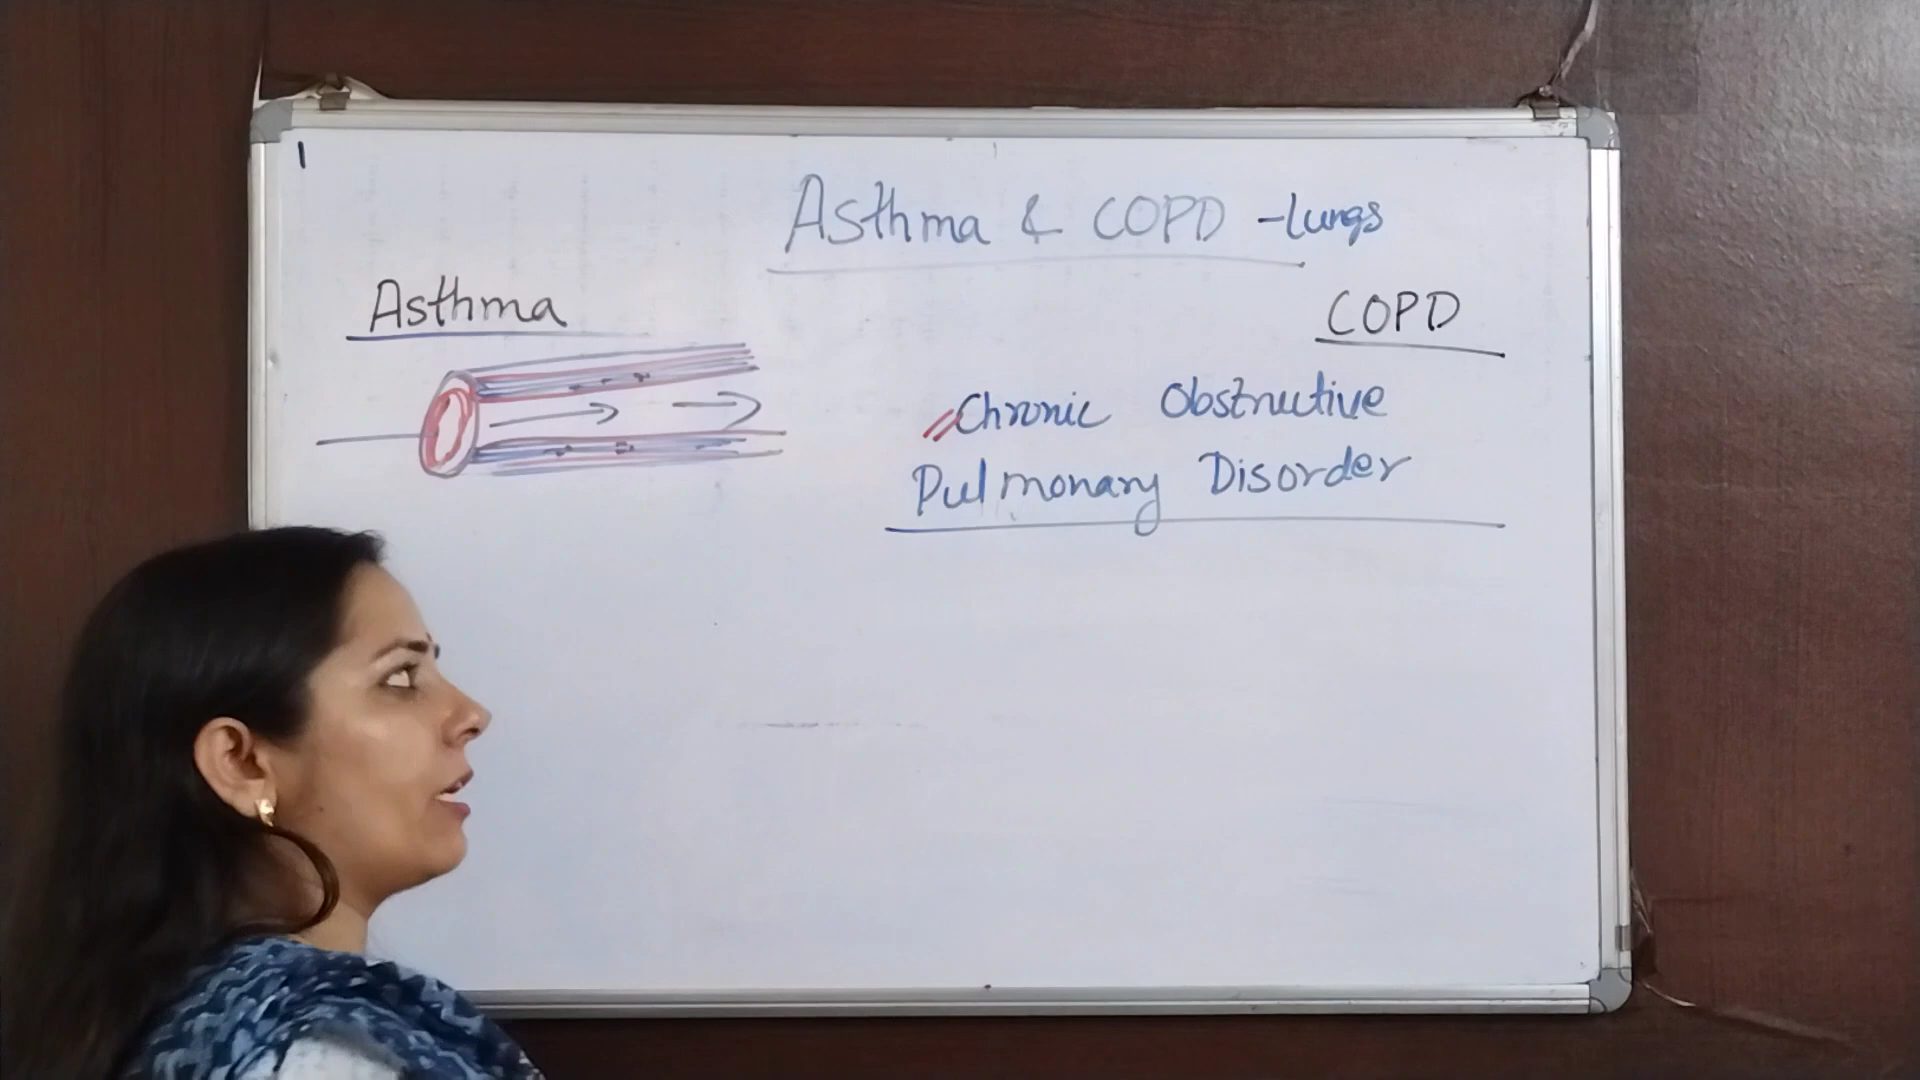 1
Asthma & COPD - Lungs
Asthma
COPD
Chronic Obstructive
Pulmonary Disorder